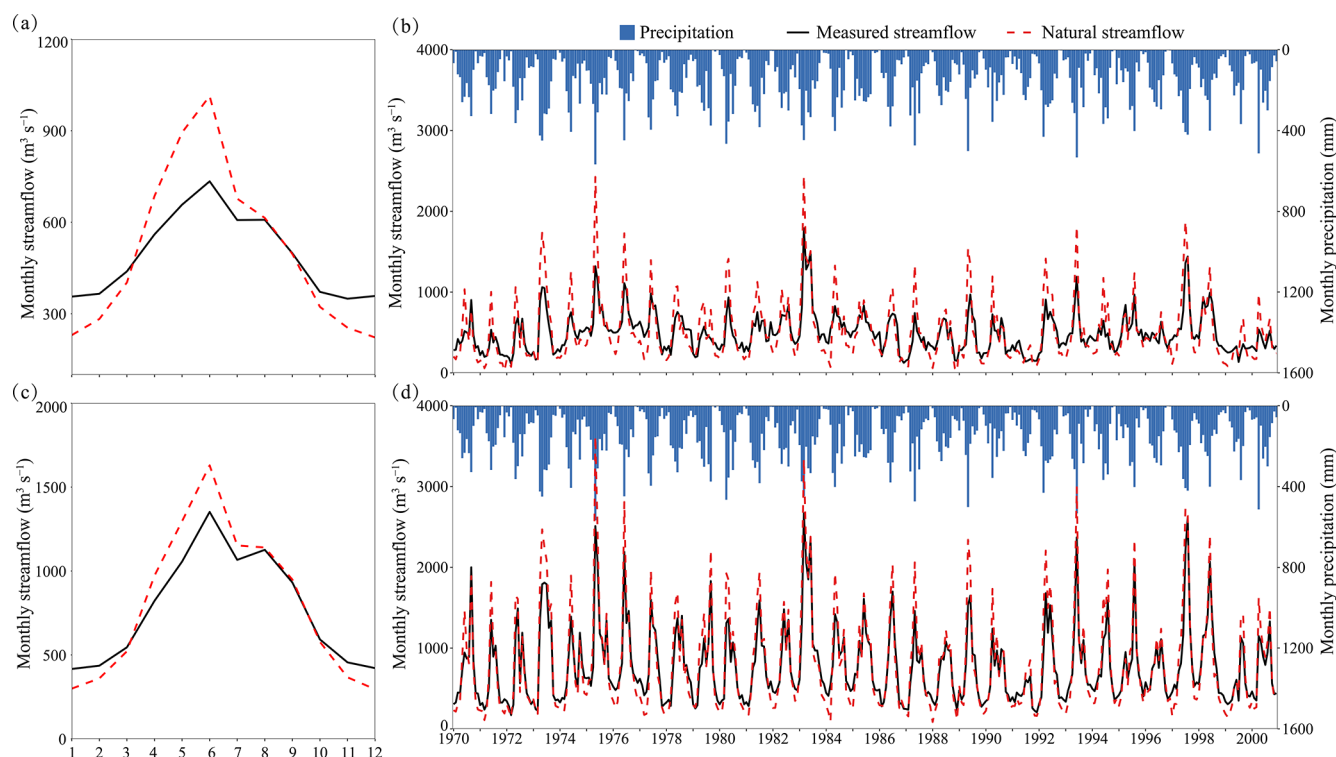 (a)
Monthly streamflow (m³ s⁻¹)
1200
900
600
300
(b)
Precipitation
Measured streamflow
Natural streamflow
Monthly streamflow (m³ s⁻¹)
4000
3000
2000
1000
0
0
400
800
1200
1600
Monthly precipitation (mm)
(c)
Monthly streamflow (m³ s⁻¹)
2000
1500
1000
500
0
1 2 3 4 5 6 7 8 9 10 11 12
(d)
Monthly streamflow (m³ s⁻¹)
4000
3000
2000
1000
0
0
400
800
1200
1600
Monthly precipitation (mm)
1970 1972 1974 1976 1978 1980 1982 1984 1986 1988 1990 1992 1994 1996 1998 2000